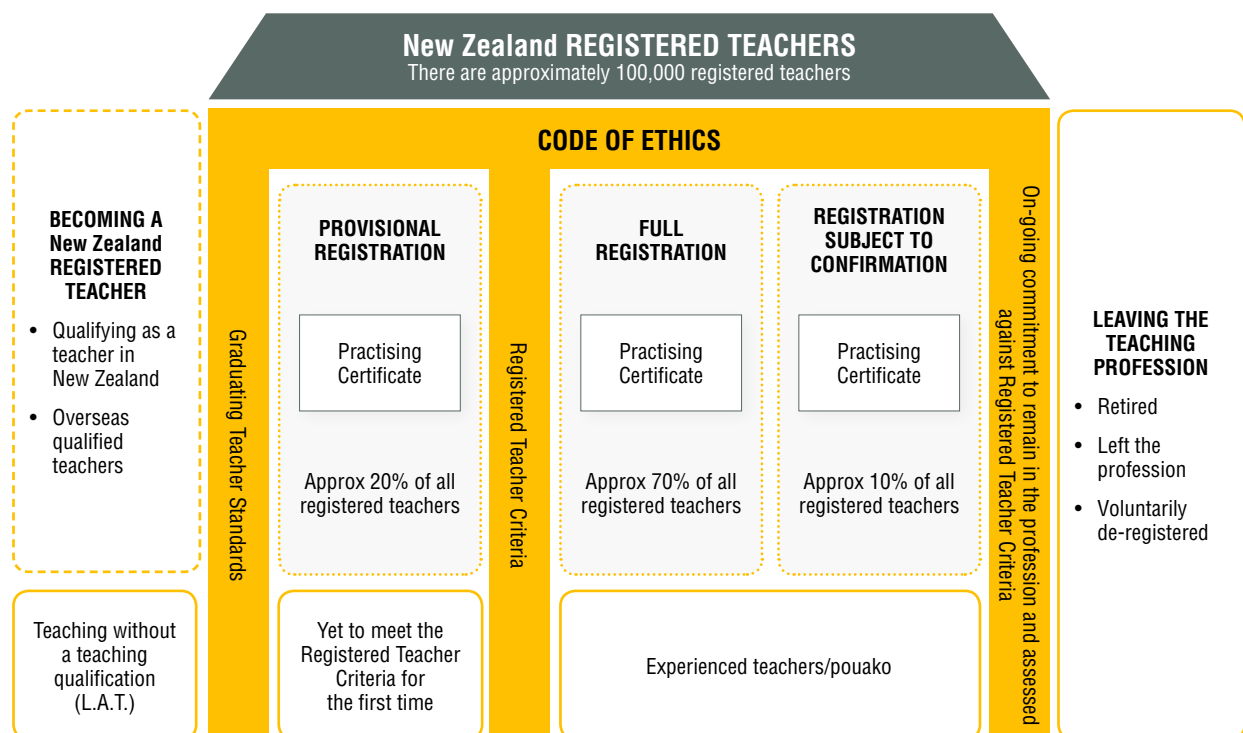 New Zealand REGISTERED TEACHERS
There are approximately 100,000 registered teachers
CODE OF ETHICS
BECOMING A
New Zealand
REGISTERED
TEACHER
• Qualifying as a
teacher in
New Zealand
• Overseas
qualified
teachers
Teaching without
a teaching
qualification
(L.A.T.)
Graduating Teacher Standards
PROVISIONAL
REGISTRATION
Practising
Certificate
Approx 20% of all
registered teachers
Yet to meet the
Registered Teacher
Criteria for
the first time
Registered Teacher Criteria
FULL
REGISTRATION
Practising
Certificate
Approx 70% of all
registered teachers
REGISTRATION
SUBJECT TO
CONFIRMATION
Practising
Certificate
Approx 10% of all
registered teachers
Experienced teachers/pouako
On-going commitment to remain in the profession and assessed
against Registered Teacher Criteria
LEAVING THE
TEACHING
PROFESSION
• Retired
• Left the
profession
• Voluntarily
de-registered